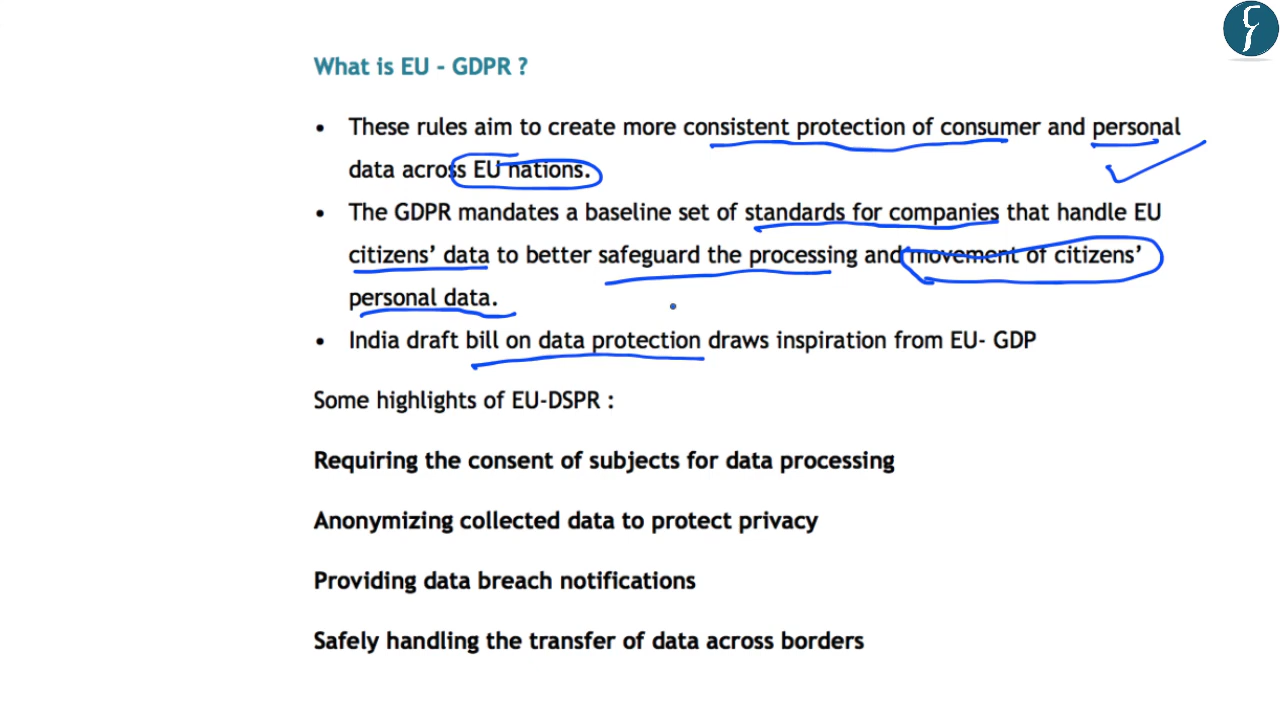 What is EU - GDPR ?
• These rules aim to create more consistent protection of consumer and personal
data across EU nations.
• The GDPR mandates a baseline set of standards for companies that handle EU
citizens’ data to better safeguard the processing and movement of citizens’
personal data.
• India draft bill on data protection draws inspiration from EU- GDP
Some highlights of EU-DSPR :
Requiring the consent of subjects for data processing
Anonymizing collected data to protect privacy
Providing data breach notifications
Safely handling the transfer of data across borders